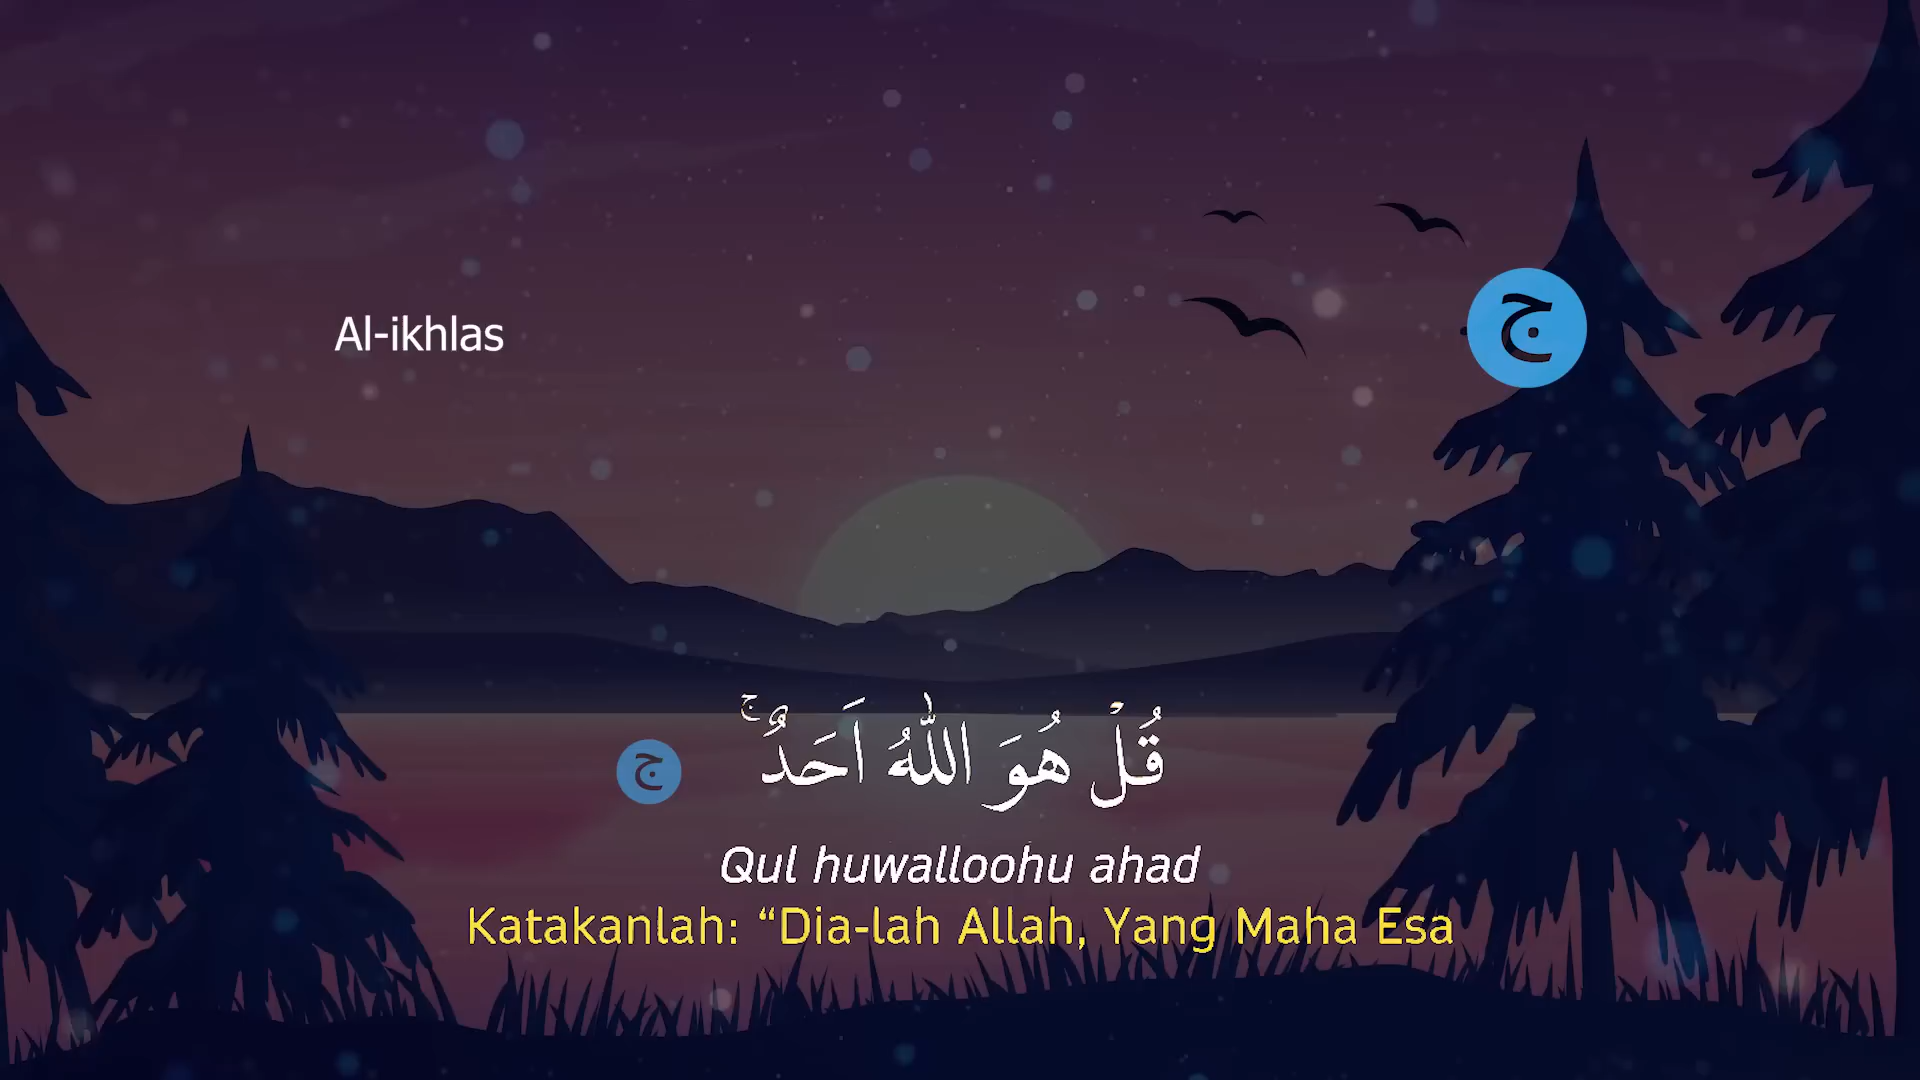 Al-ikhlas
ج
قُلْ هُوَ اللّٰهُ اَحَدٌ ۚ
ج
Qul huwalloohu ahad
Katakanlah: “Dia-lah Allah, Yang Maha Esa